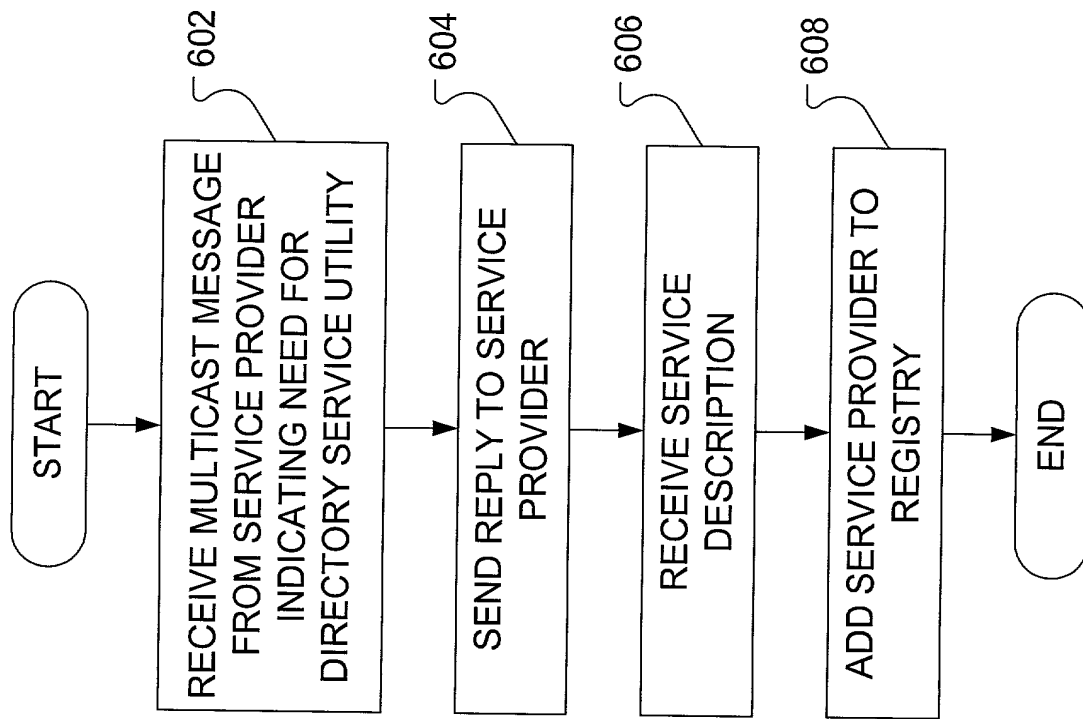 START
602
RECEIVE MULTICAST MESSAGE
FROM SERVICE PROVIDER
INDICATING NEED FOR
DIRECTORY SERVICE UTILITY
604
SEND REPLY TO SERVICE
PROVIDER
606
RECEIVE SERVICE
DESCRIPTION
608
ADD SERVICE PROVIDER TO
REGISTRY
END